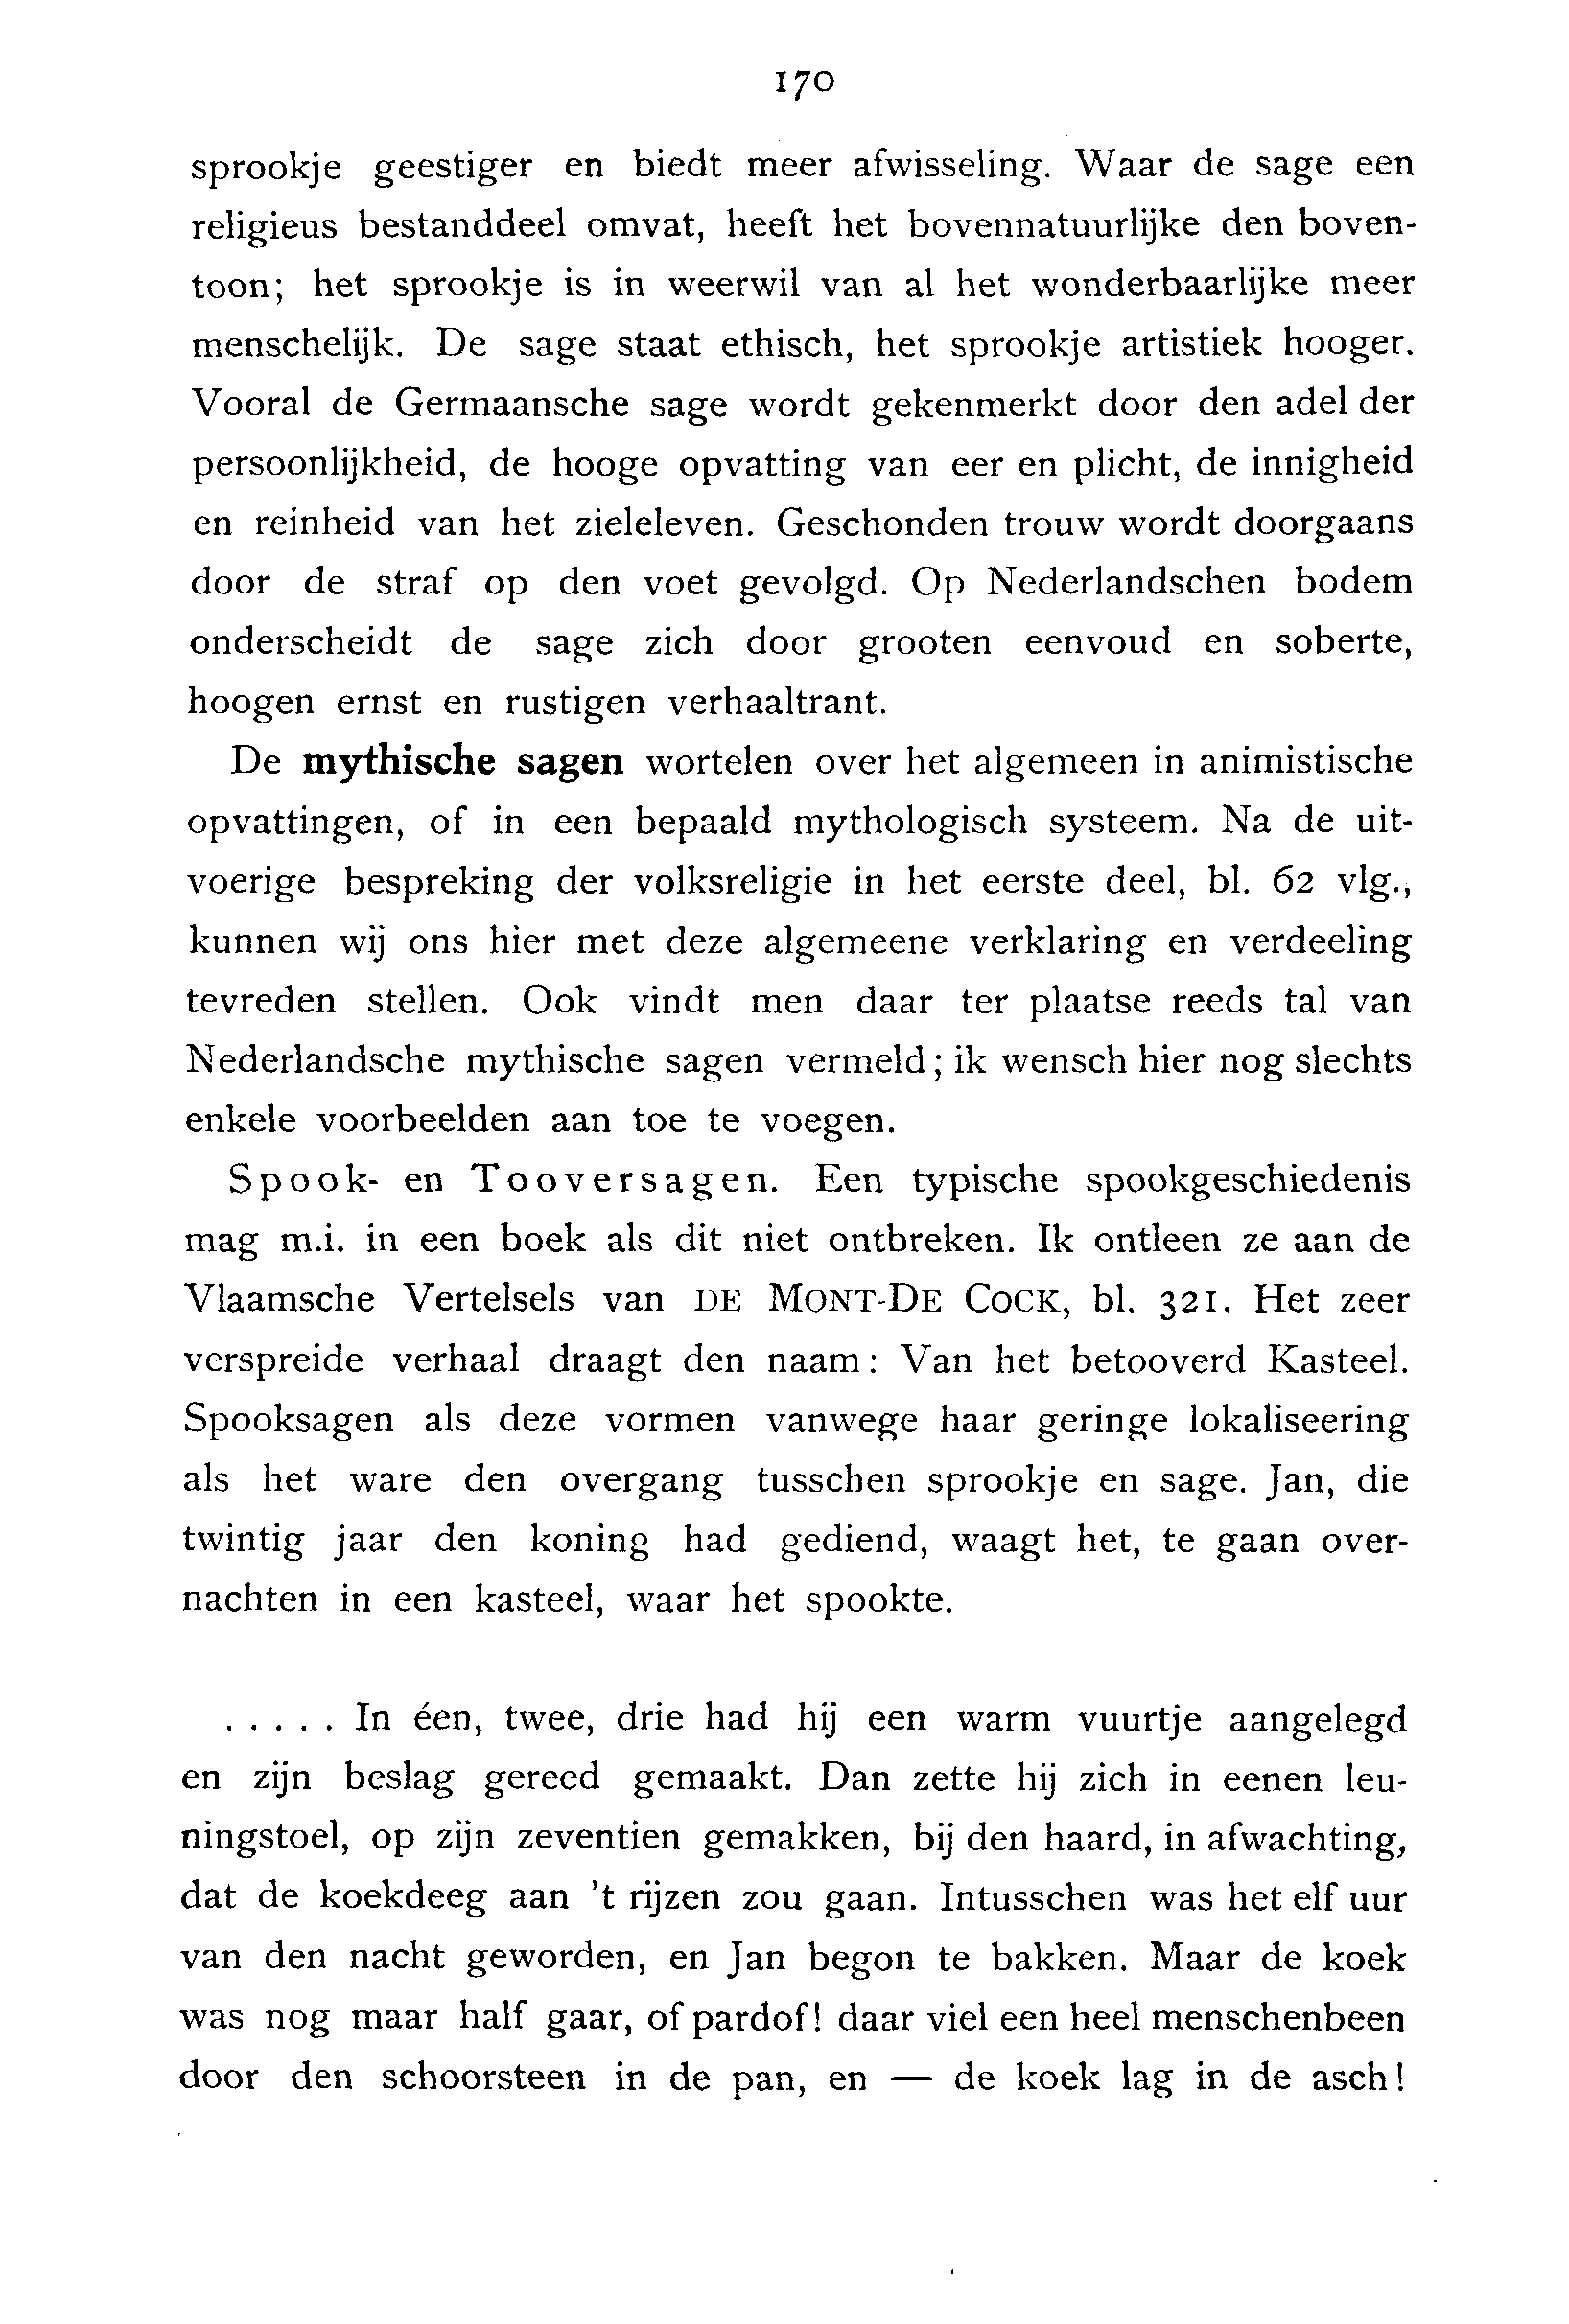 170
sprookje geestiger en biedt meer afwisseling. Waar de sage een
religieus bestanddeel omvat, heeft het bovennatuurlijke den boven-
toon; het sprookje is in weerwil van al het wonderbaarlijke meer
menschelijk. De sage staat ethisch, het sprookje artistiek hooger.
Vooral de Germaansche sage wordt gekenmerkt door den adel der
persoonlijkheid, de hooge opvatting van eer en plicht, de innigheid
en reinheid van het zieleleven. Geschonden trouw wordt doorgaans
door de straf op den voet gevolgd. Op Nederlandschen bodem
onderscheidt de sage zich door grooten eenvoud en soberte,
hoogen ernst en rustigen verhaaltrant.
De mythische sagen wortelen over het algemeen in animistische
opvattingen, of in een bepaald mythologisch systeem. Na de uit-
voerige bespreking der volksreligie in het eerste deel, bl. 62 vlg.,
kunnen wij ons hier met deze algemeene verklaring en verdeeling
tevreden stellen. Ook vindt men daar ter plaatse reeds tal van
Nederlandsche mythische sagen vermeld; ik wensch hier nog slechts
enkele voorbeelden aan toe te voegen.
Spook- en Tooversagen. Een typische spookgeschiedenis
mag m.i. in een boek als dit niet ontbreken. Ik ontleen ze aan de
Vlaamsche Vertelsels van DE MONT-DE COCK, bl. 321. Het zeer
verspreide verhaal draagt den naam: Van het betooverd Kasteel.
Spooksagen als deze vormen vanwege haar geringe lokaliseering
als het ware den overgang tusschen sprookje en sage. Jan, die
twintig jaar den koning had gediend, waagt het, te gaan over-
nachten in een kasteel, waar het spookte.
. . . . . In éen, twee, drie had hij een warm vuurtje aangelegd
en zijn beslag gereed gemaakt. Dan zette hij zich in eenen leu-
ningstoel, op zijn zeventien gemakken, bij den haard, in afwachting,
dat de koekdeeg aan 't rijzen zou gaan. Intusschen was het elf uur
van den nacht geworden, en Jan begon te bakken. Maar de koek
was nog maar half gaar, of pardof! daar viel een heel menschenbeen
door den schoorsteen in de pan, en — de koek lag in de asch!